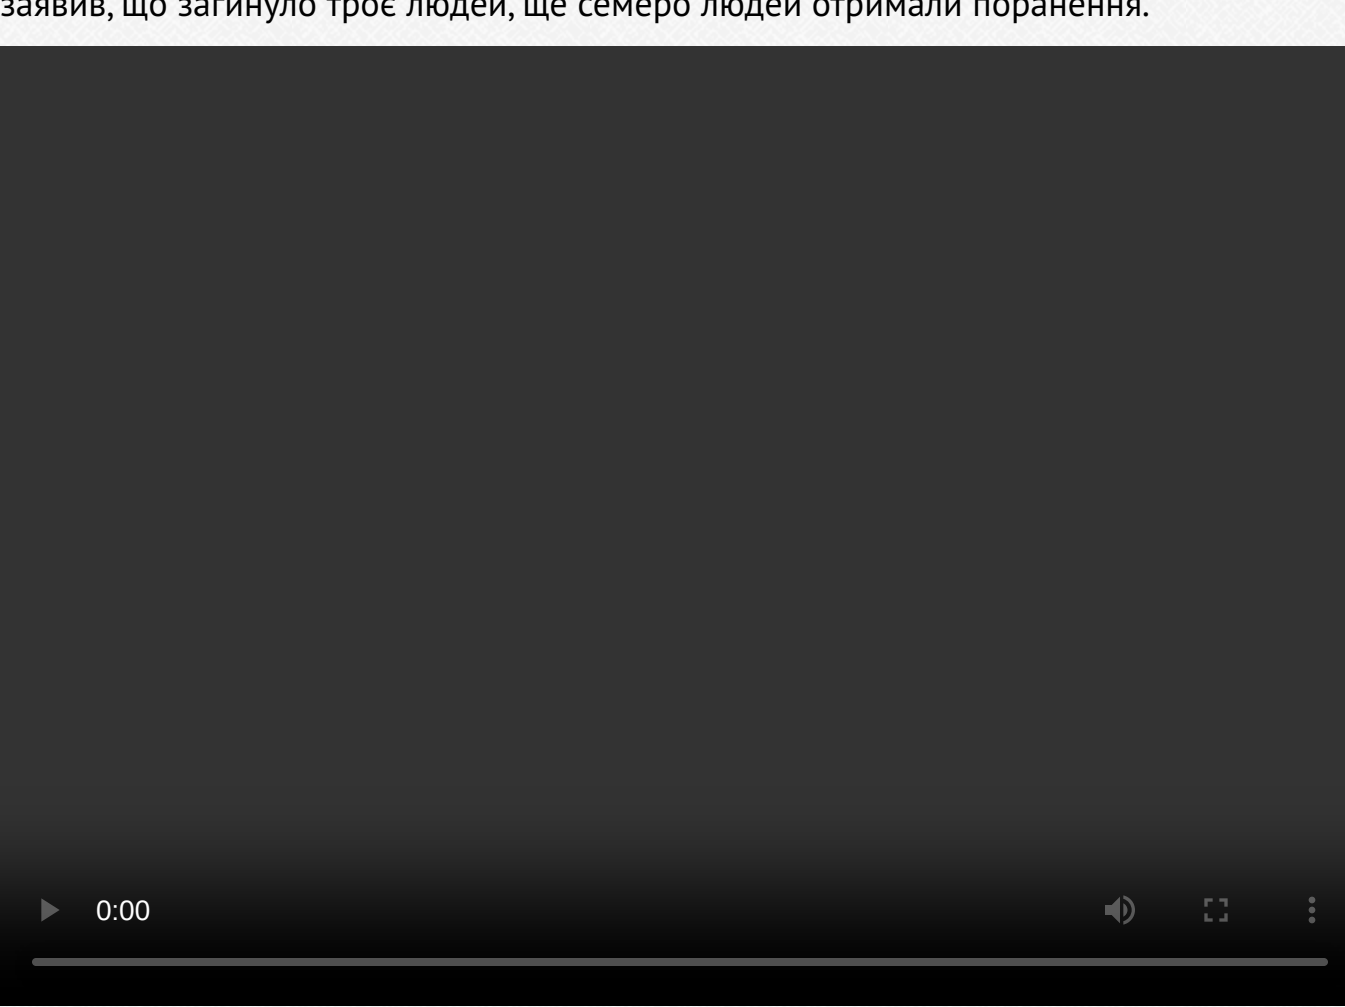 заявив, що загинуло троє людей, ще семеро людей отримали поранення.
0:00